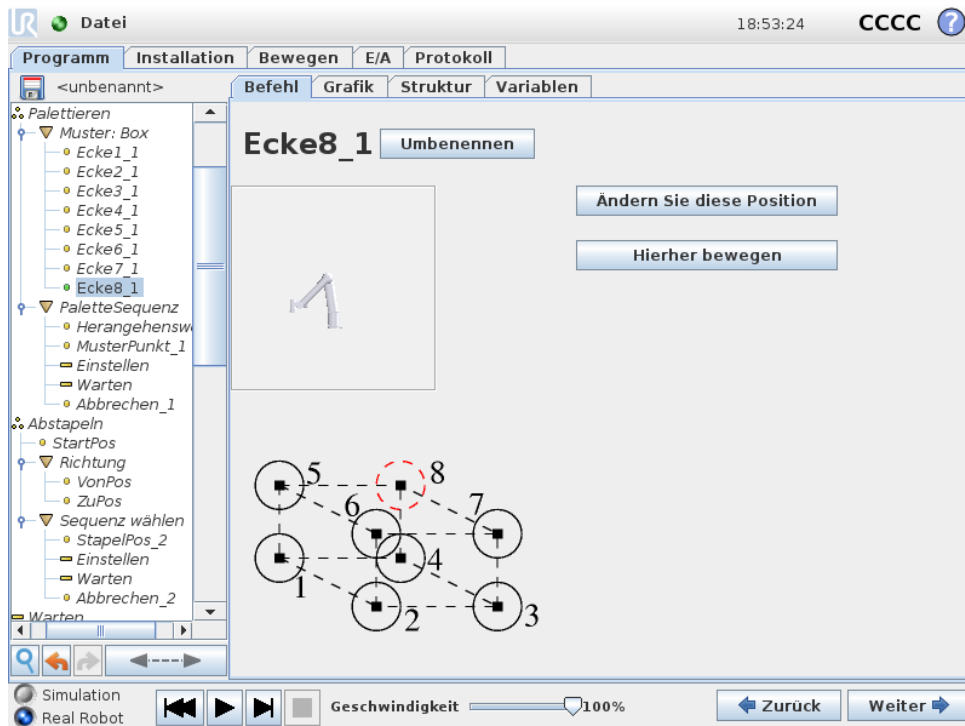 UR Datei 18:53:24 CCCC ?
Programm Installation Bewegen E/A Protokoll
<unbenannt> Befehl Grafik Struktur Variablen
Palettieren
Muster: Box
Ecke1_1
Ecke2_1
Ecke3_1
Ecke4_1
Ecke5_1
Ecke6_1
Ecke7_1
Ecke8_1
PaletteSequenz
Herangehenswe
MusterPunkt_1
Einstellen
Warten
Abbrechen_1
Abstapeln
StartPos
Richtung
VonPos
ZuPos
Sequenz wählen
StapelPos_2
Einstellen
Warten
Abbrechen_2
Warten
Ecke8_1 Umbenennen
Ändern Sie diese Position
Hierher bewegen
5 8
6 7
1 4
2 3
Simulation
Real Robot
Geschwindigkeit 100%
Zurück Weiter